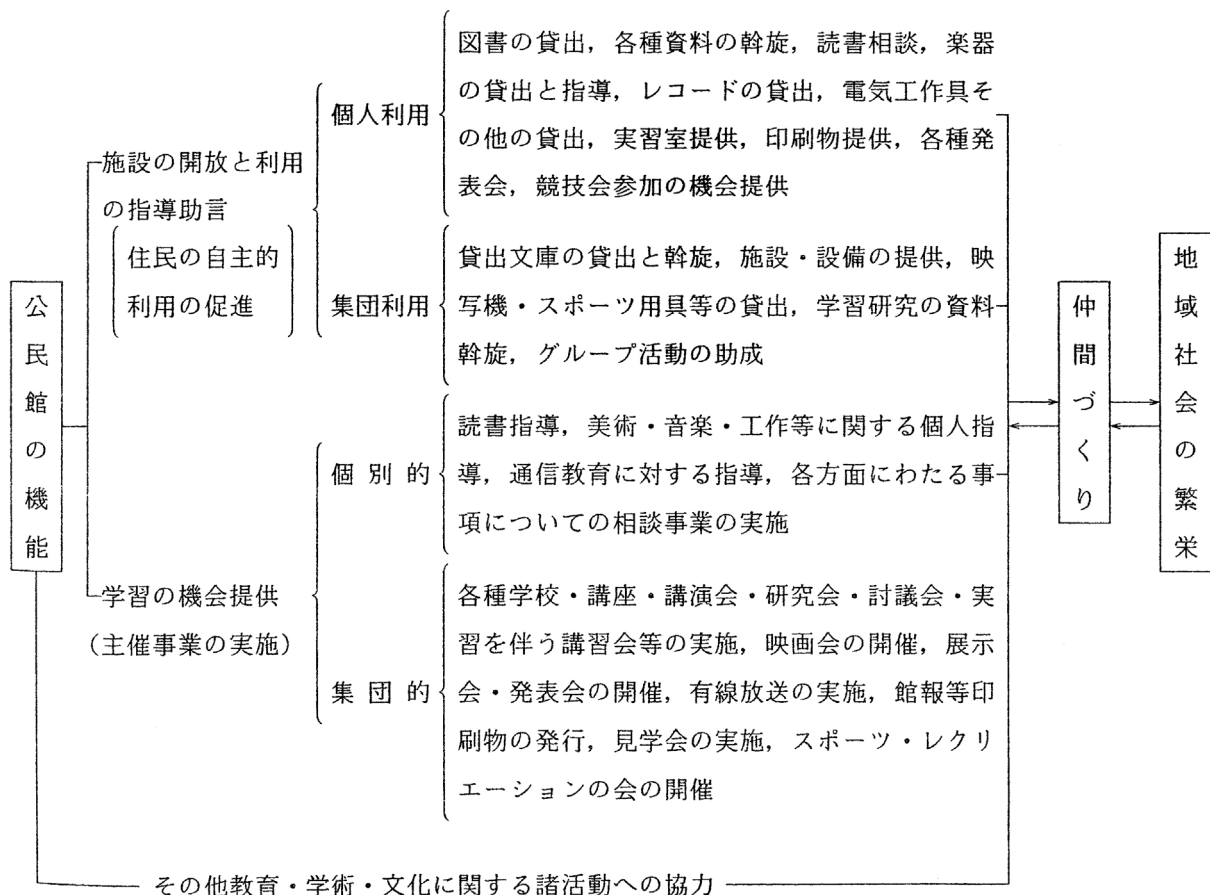 公民館の機能
施設の開放と利用
の指導助言
住民の自主的
利用の促進
個人利用
図書の貸出，各種資料の斡旋，読書相談，楽器
の貸出と指導，レコードの貸出，電気工作具そ
の他の貸出，実習室提供，印刷物提供，各種発
表会，競技会参加の機会提供
集団利用
貸出文庫の貸出と斡旋，施設・設備の提供，映
写機・スポーツ用具等の貸出，学習研究の資料
斡旋，グループ活動の助成
学習の機会提供
（主催事業の実施）
個別的
読書指導，美術・音楽・工作等に関する個人指
導，通信教育に対する指導，各方面にわたる事
項についての相談事業の実施
集団的
各種学校・講座・講演会・研究会・討議会・実
習を伴う講習会等の実施，映画会の開催，展示
会・発表会の開催，有線放送の実施，館報等印
刷物の発行，見学会の実施，スポーツ・レクリ
エーションの会の開催
その他教育・学術・文化に関する諸活動への協力
仲間づくり
地域社会の繁栄